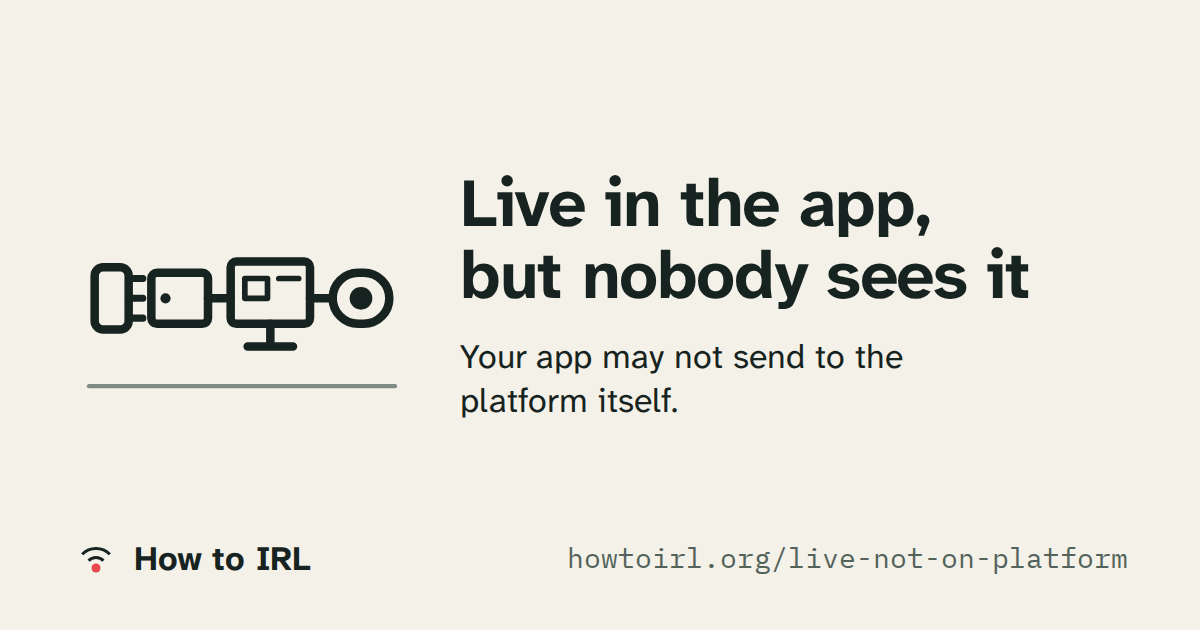 Live in the app,
but nobody sees it
Your app may not send to the
platform itself.
How to IRL
howtoirl.org/live-not-on-platform